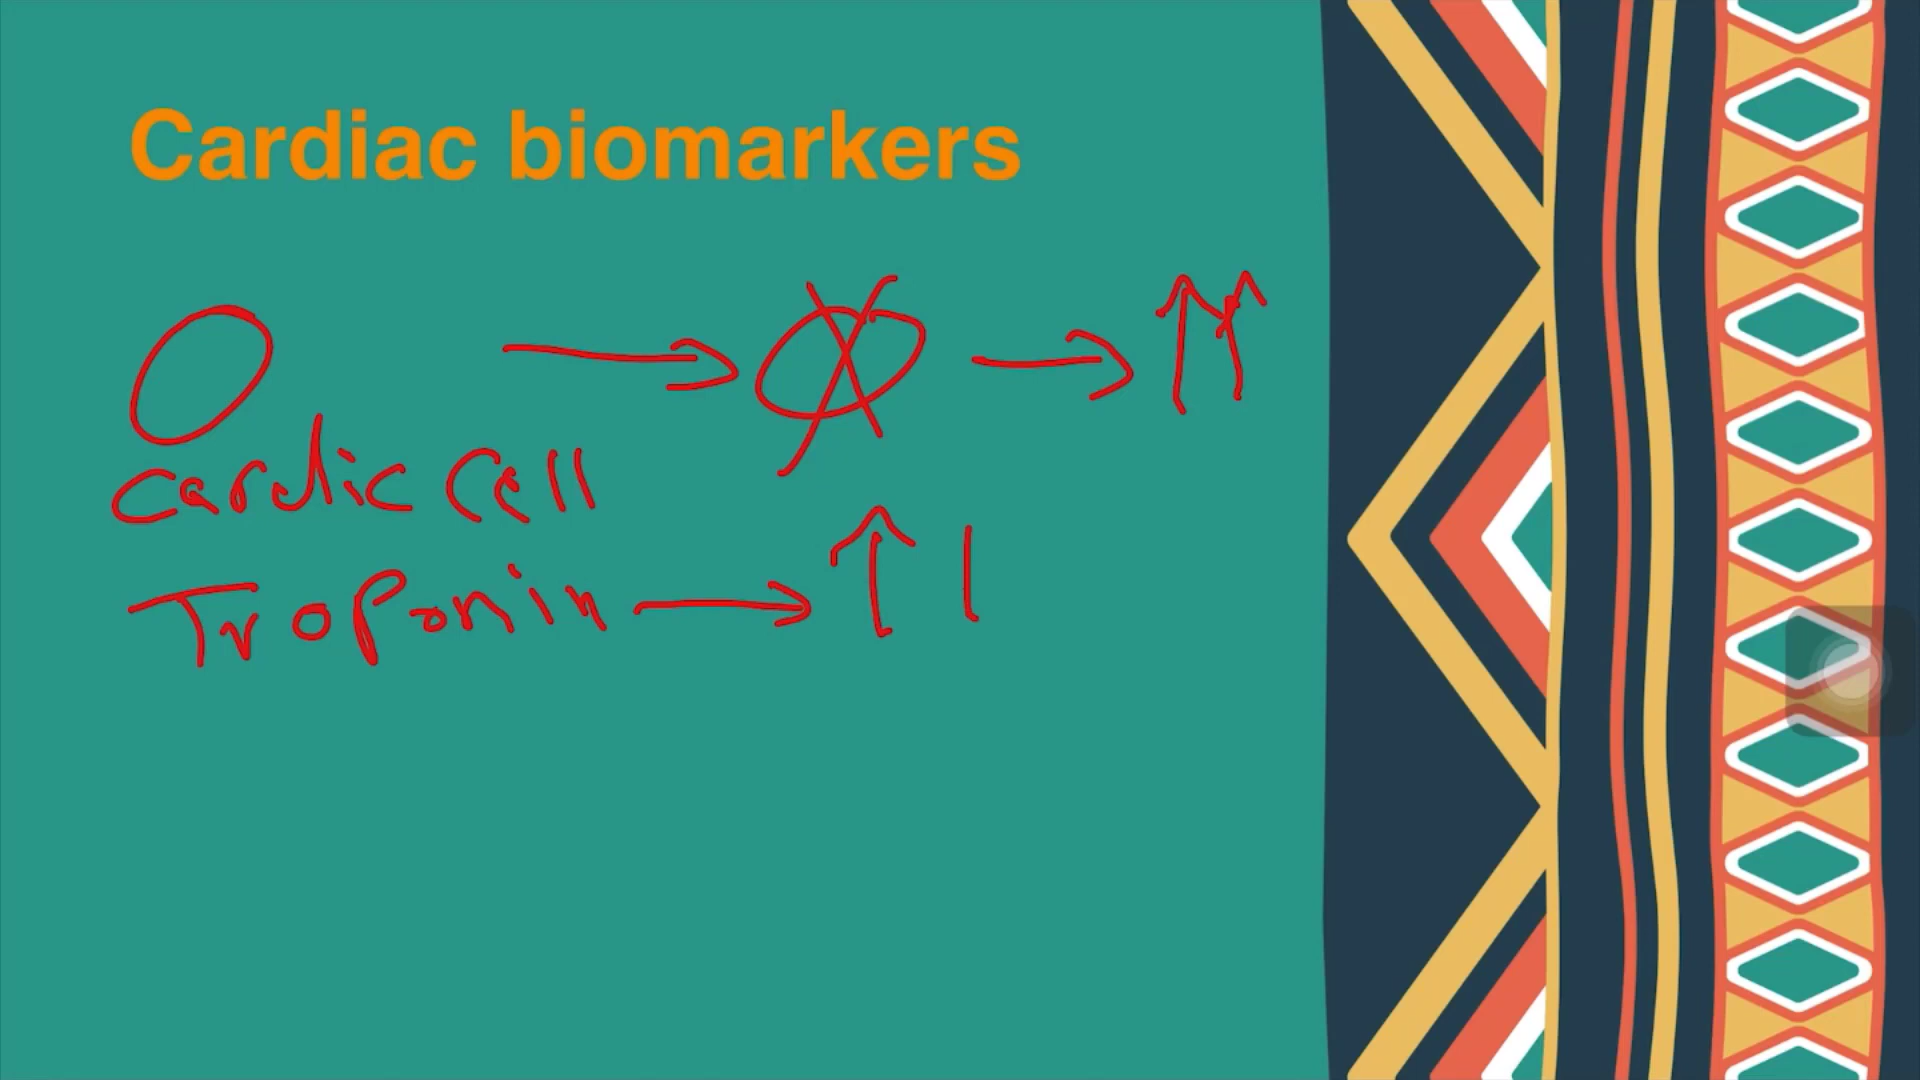 Cardiac biomarkers
→ → ↑↑
Cardic Cell
Troponin → ↑ |